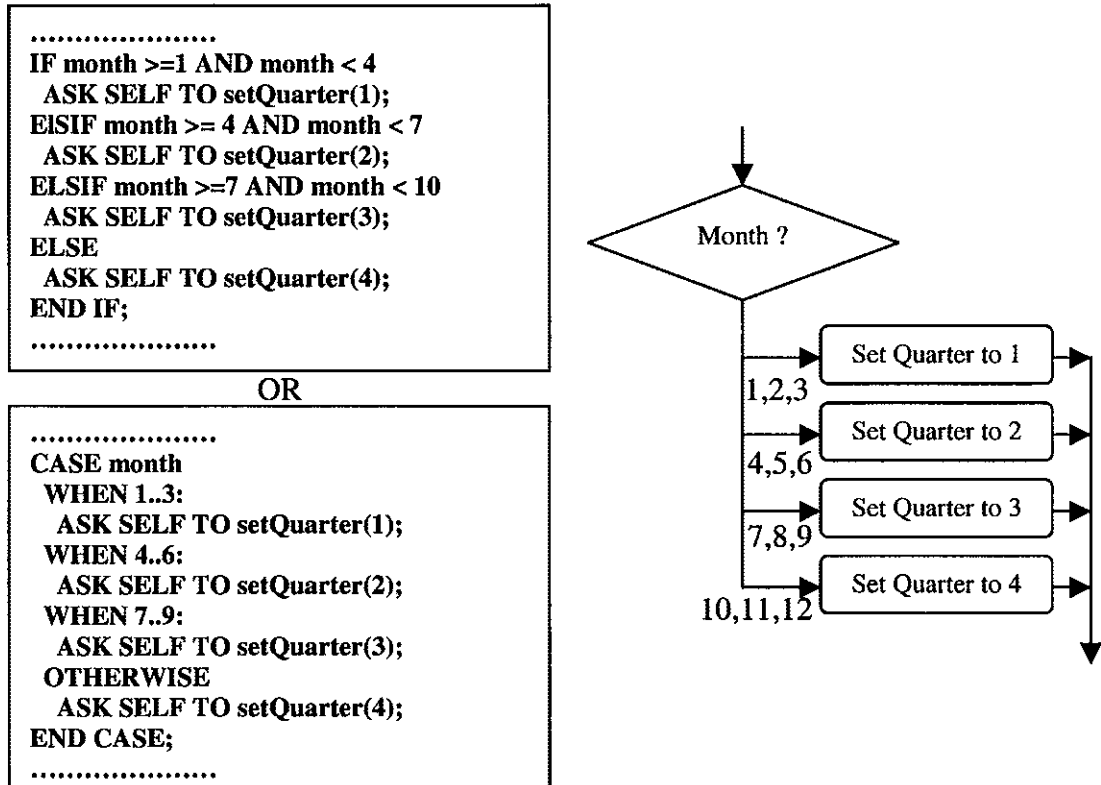 .....................
IF month >=1 AND month < 4
ASK SELF TO setQuarter(1);
ElSIF month >= 4 AND month < 7
ASK SELF TO setQuarter(2);
ELSIF month >=7 AND month < 10
ASK SELF TO setQuarter(3);
ELSE
ASK SELF TO setQuarter(4);
END IF;
.....................
OR
.....................
CASE month
WHEN 1..3:
ASK SELF TO setQuarter(1);
WHEN 4..6:
ASK SELF TO setQuarter(2);
WHEN 7..9:
ASK SELF TO setQuarter(3);
OTHERWISE
ASK SELF TO setQuarter(4);
END CASE;
.....................
Month ?
Set Quarter to 1
1,2,3
Set Quarter to 2
4,5,6
Set Quarter to 3
7,8,9
Set Quarter to 4
10,11,12